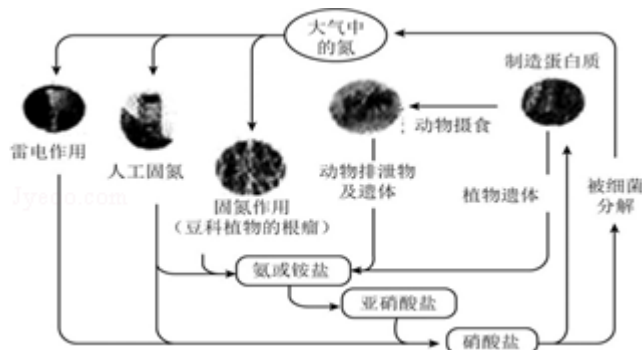 大气中
的氮
制造蛋白质
动物摄食
雷电作用
人工固氮
固氮作用
(豆科植物的根瘤)
动物排泄物
及遗体
植物遗体
被细菌
分解
氨或铵盐
亚硝酸盐
硝酸盐
Jyeoo.com